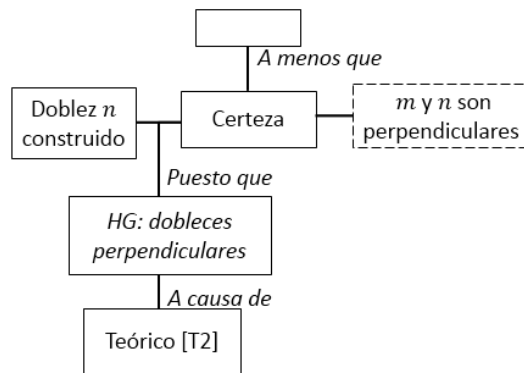 A menos que
Doblez n
construido
Certeza
m y n son
perpendiculares
Puesto que
HG: dobleces
perpendiculares
A causa de
Teórico [T2]